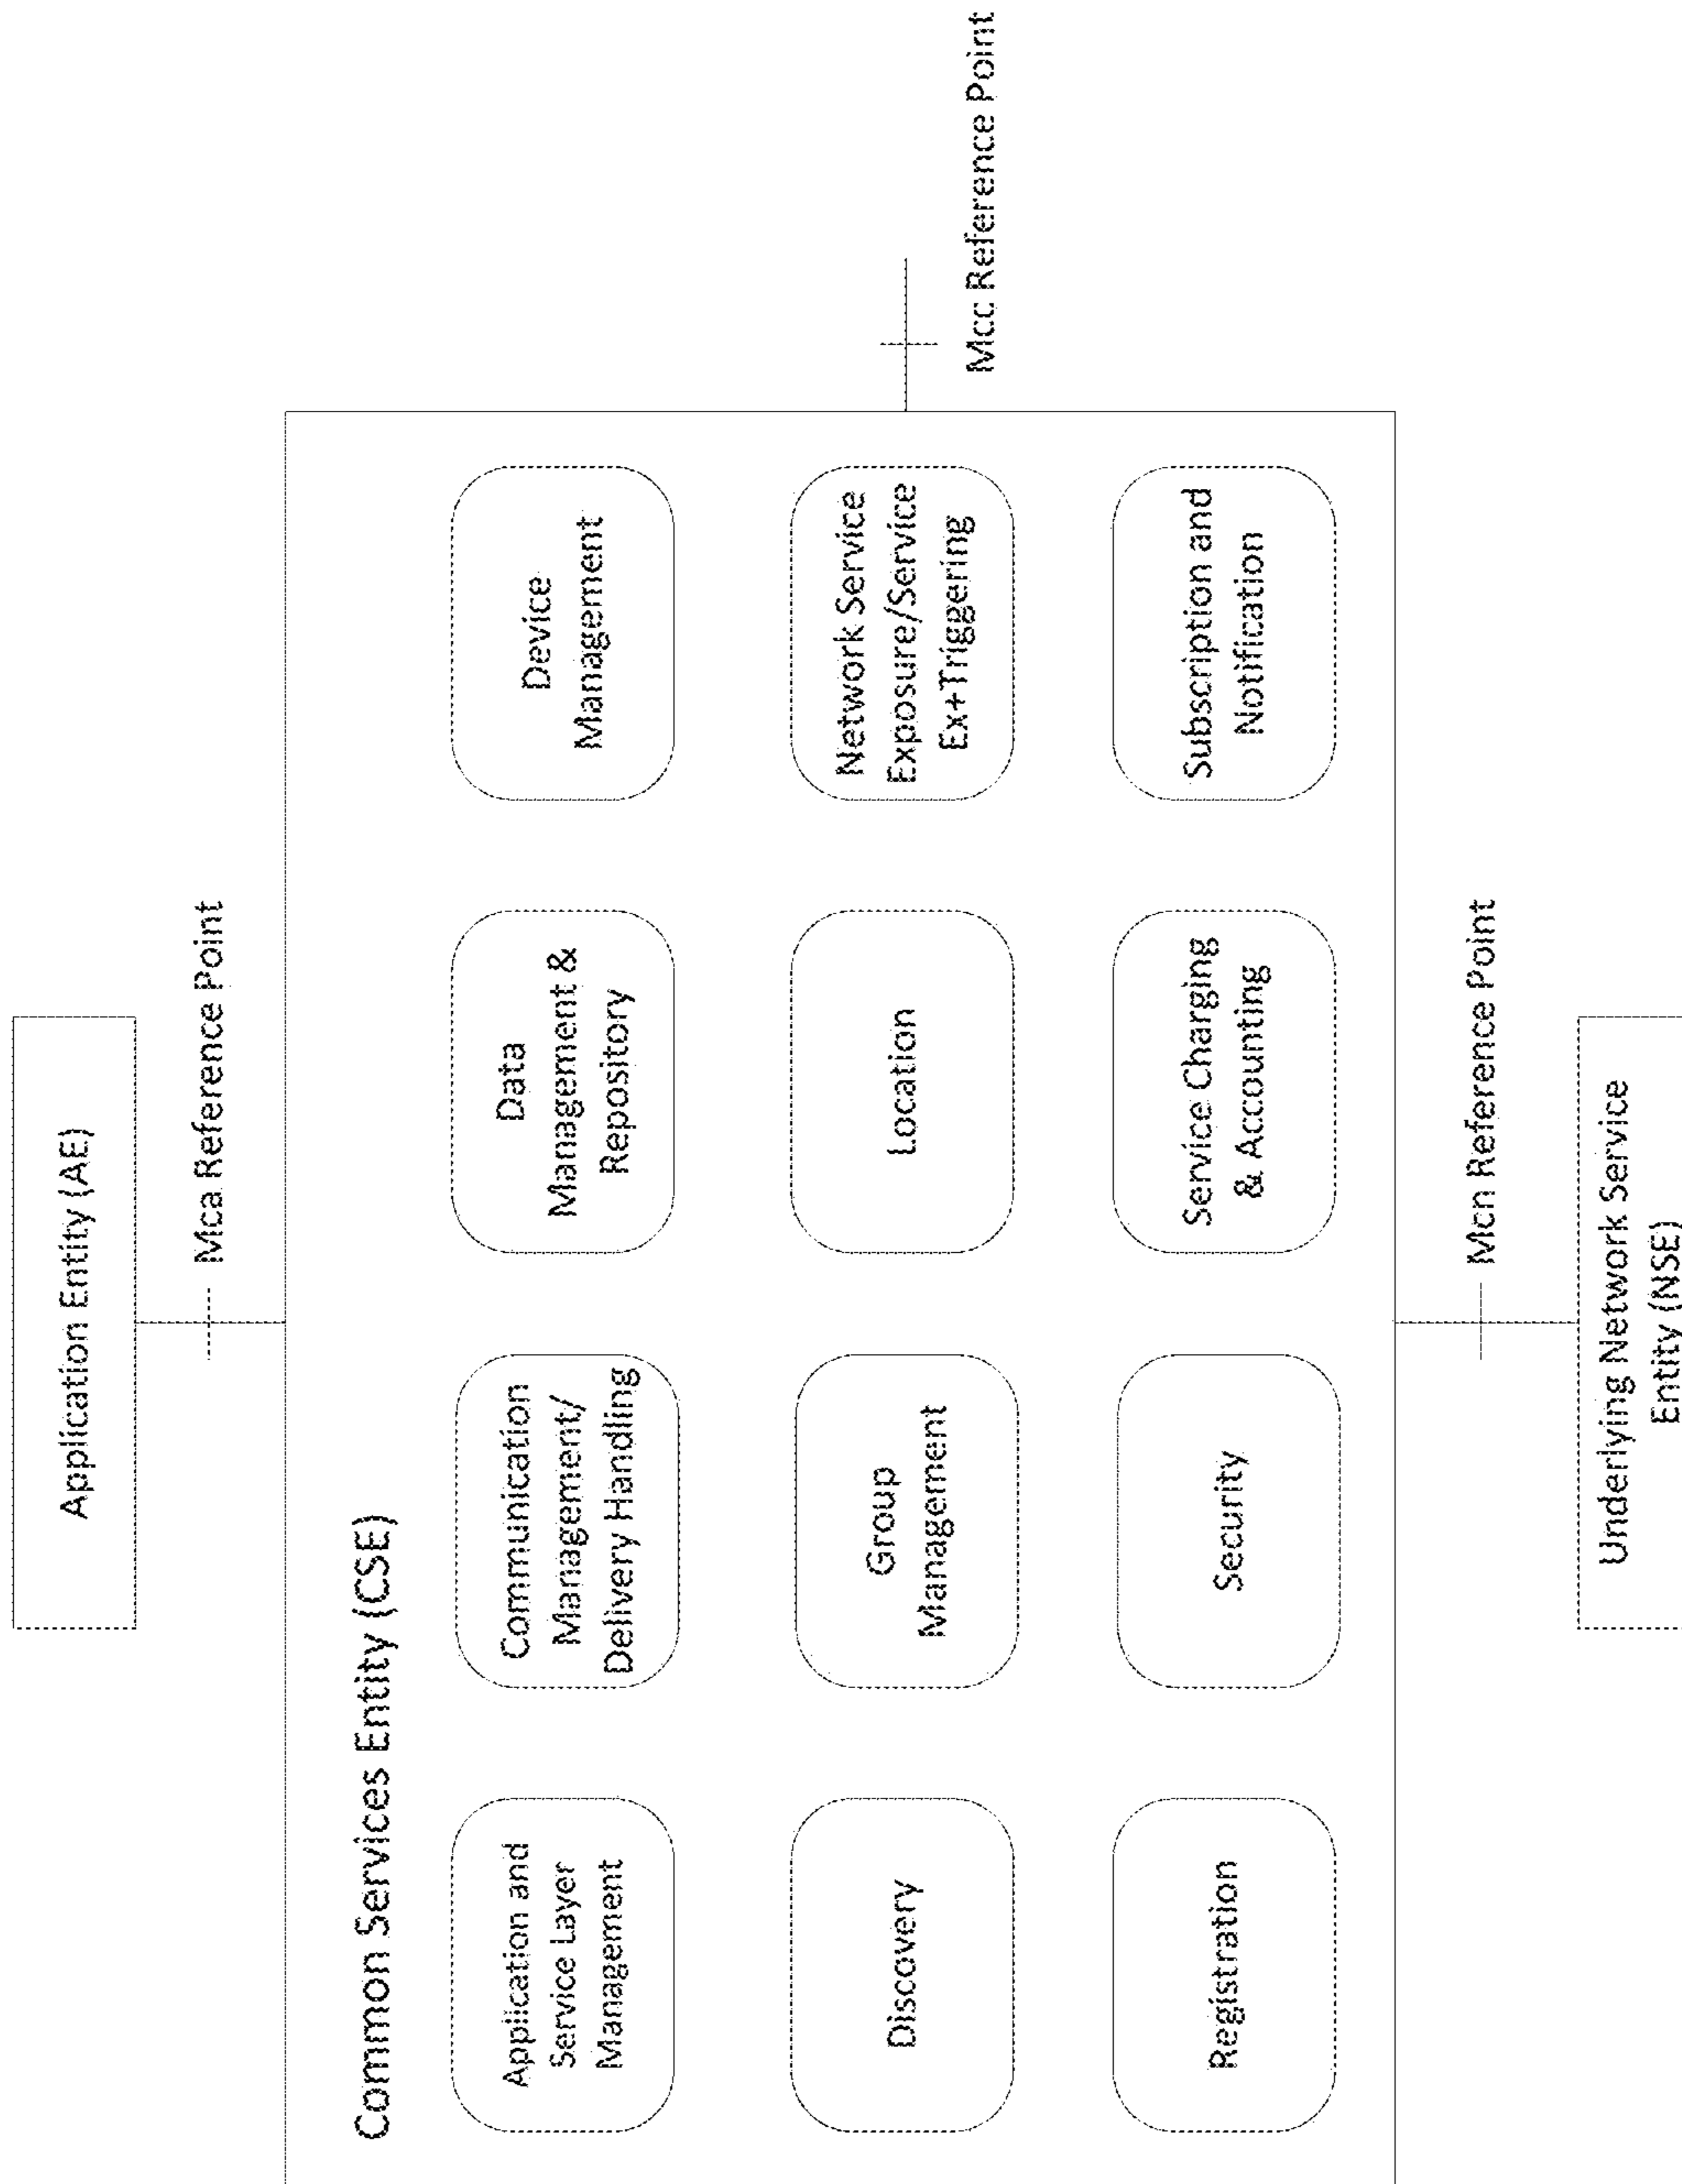 Application Entity (AE)
Mca Reference Point
Common Services Entity (CSE)
Application and
Service Layer
Management
Communication
Management/
Delivery Handling
Data
Management &
Repository
Device
Management
Discovery
Group
Management
Location
Network Service
Exposure/Service
Ex+Triggering
Registration
Security
Service Charging
& Accounting
Subscription and
Notification
Mcc Reference Point
Mcn Reference Point
Underlying Network Service
Entity (NSE)